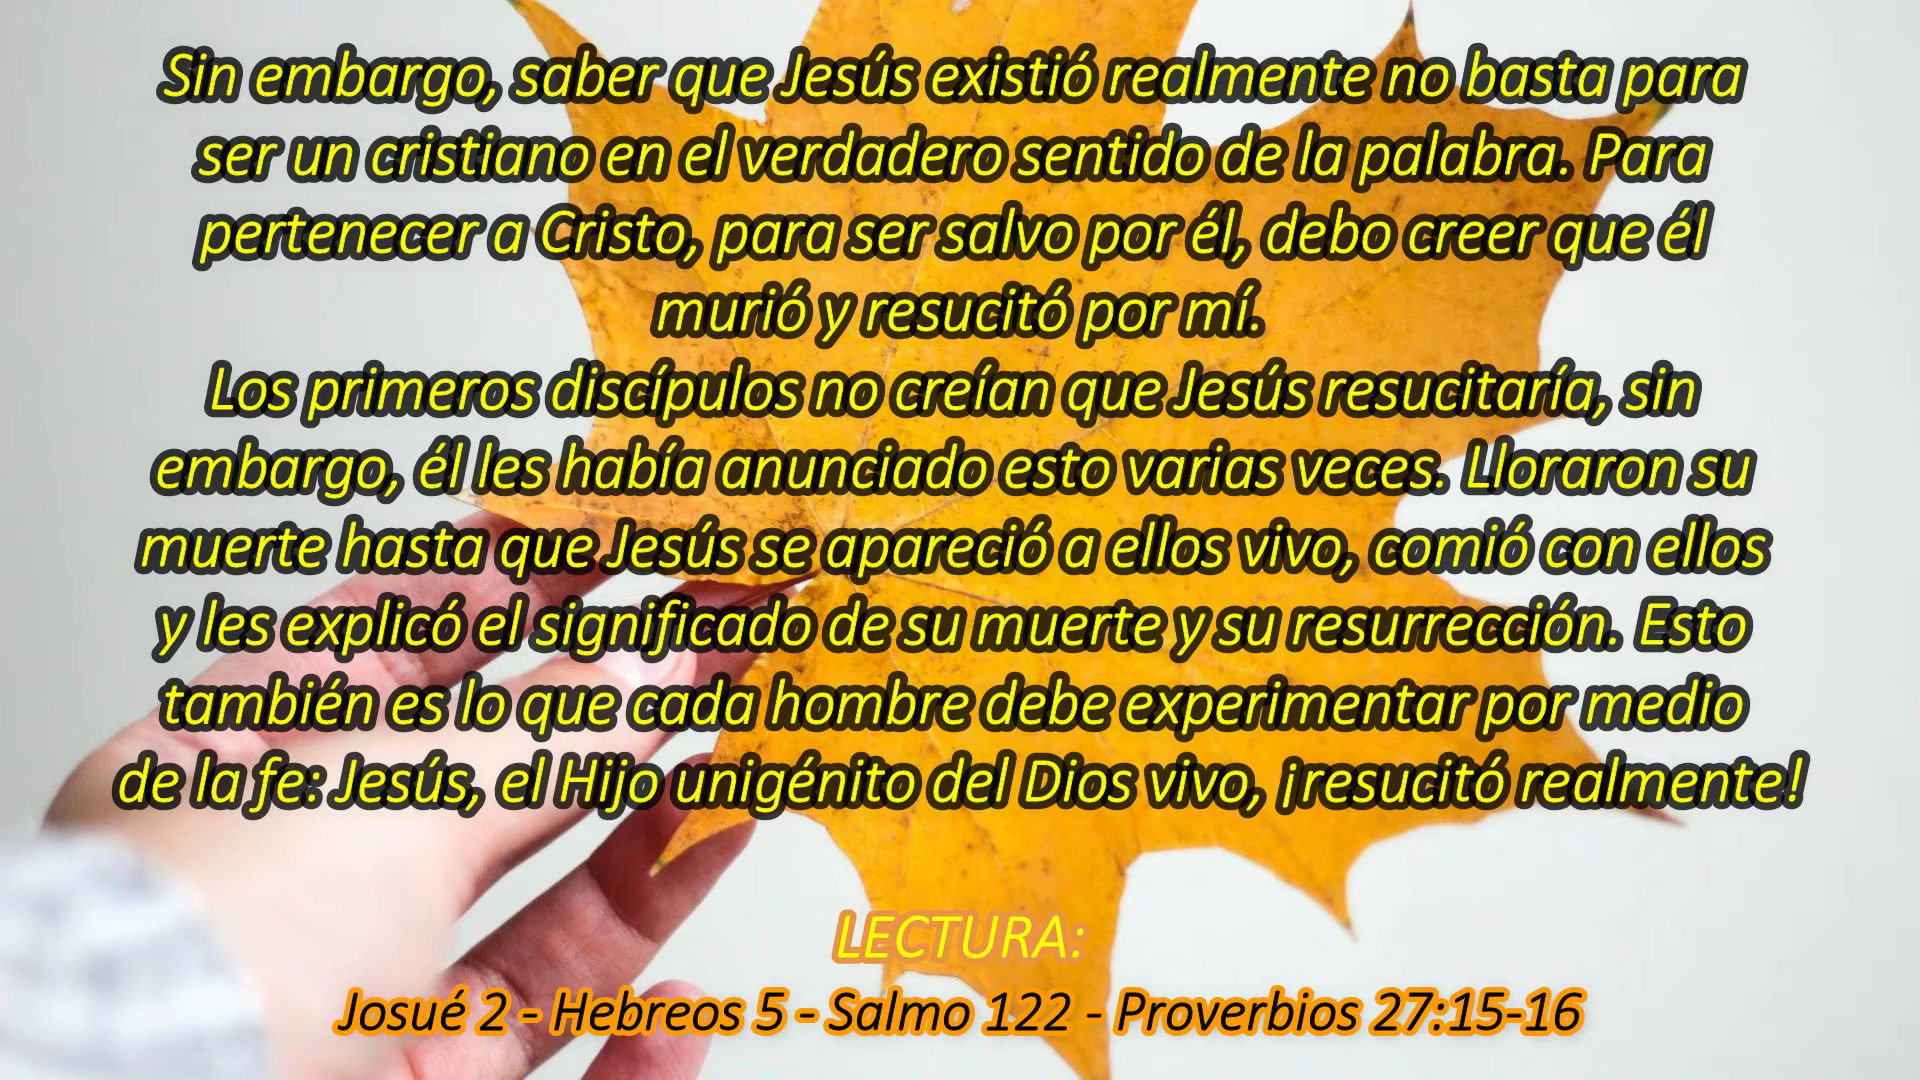 Sin embargo, saber que Jesús existió realmente no basta para
ser un cristiano en el verdadero sentido de la palabra. Para
pertenecer a Cristo, para ser salvo por él, debo creer que él
murió y resucitó por mí.
Los primeros discípulos no creían que Jesús resucitaría, sin
embargo, él les había anunciado esto varias veces. Lloraron su
muerte hasta que Jesús se apareció a ellos vivo, comió con ellos
y les explicó el significado de su muerte y su resurrección. Esto
también es lo que cada hombre debe experimentar por medio
de la fe: Jesús, el Hijo unigénito del Dios vivo, ¡resucitó realmente!
LECTURA:
Josué 2 - Hebreos 5 - Salmo 122 - Proverbios 27:15-16